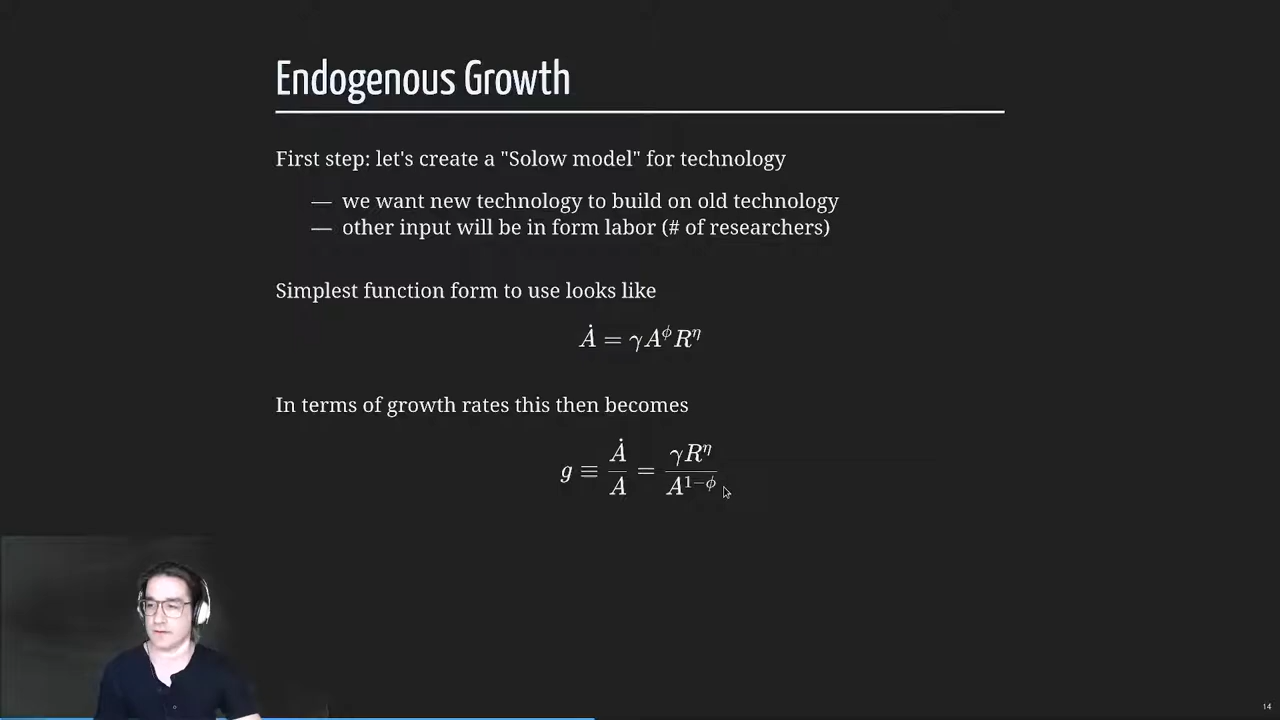 Endogenous Growth
First step: let's create a "Solow model" for technology
— we want new technology to build on old technology
— other input will be in form labor (# of researchers)
Simplest function form to use looks like
Ȧ = γA^ϕ R^η
In terms of growth rates this then becomes
g ≡ Ȧ/A = γR^η / A^{1−ϕ}
14